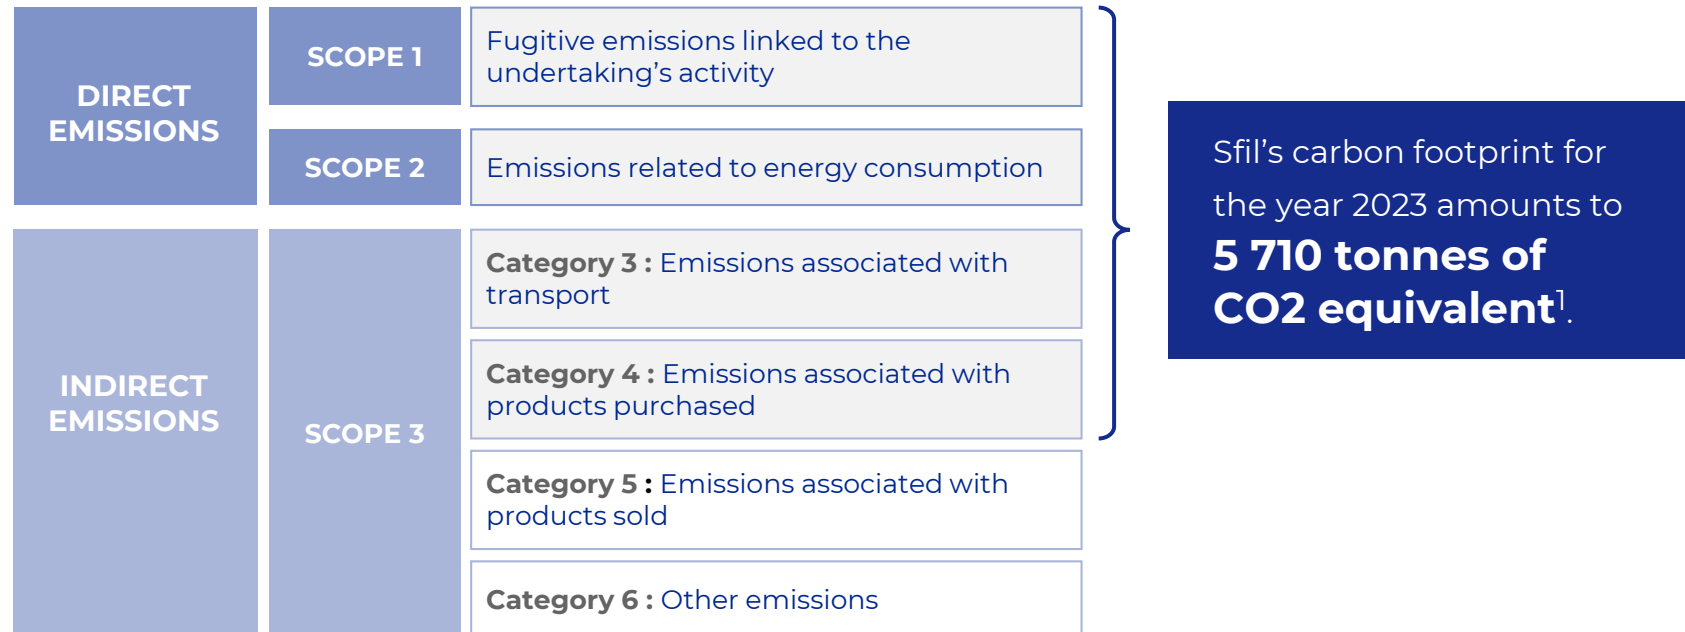 DIRECT
EMISSIONS
SCOPE 1
Fugitive emissions linked to the
undertaking’s activity
SCOPE 2
Emissions related to energy consumption
INDIRECT
EMISSIONS
SCOPE 3
Category 3 : Emissions associated with
transport
Category 4 : Emissions associated with
products purchased
Category 5 : Emissions associated with
products sold
Category 6 : Other emissions
Sfil’s carbon footprint for
the year 2023 amounts to
5 710 tonnes of
CO2 equivalent¹.